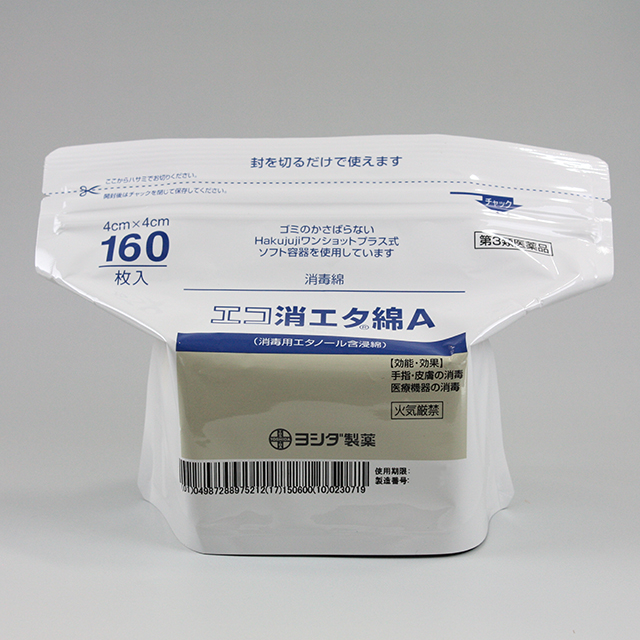 封を切るだけで使えます
ここからハサミでお切りください。
開封後はチャックを閉じて保存してください。
チャック
4cm×4cm
160
枚入
ゴミのかさばらない
Hakujujiワンショットプラス式
ソフト容器を使用しています
第3類医薬品
消毒綿
エコ消エタ®綿A
(消毒用エタノール含浸綿)
【効能・効果】
手指・皮膚の消毒
医療機器の消毒
火気厳禁
ヨシダ製薬
01)04987288975212(17)150600(10)0230719
使用期限:
製造番号: